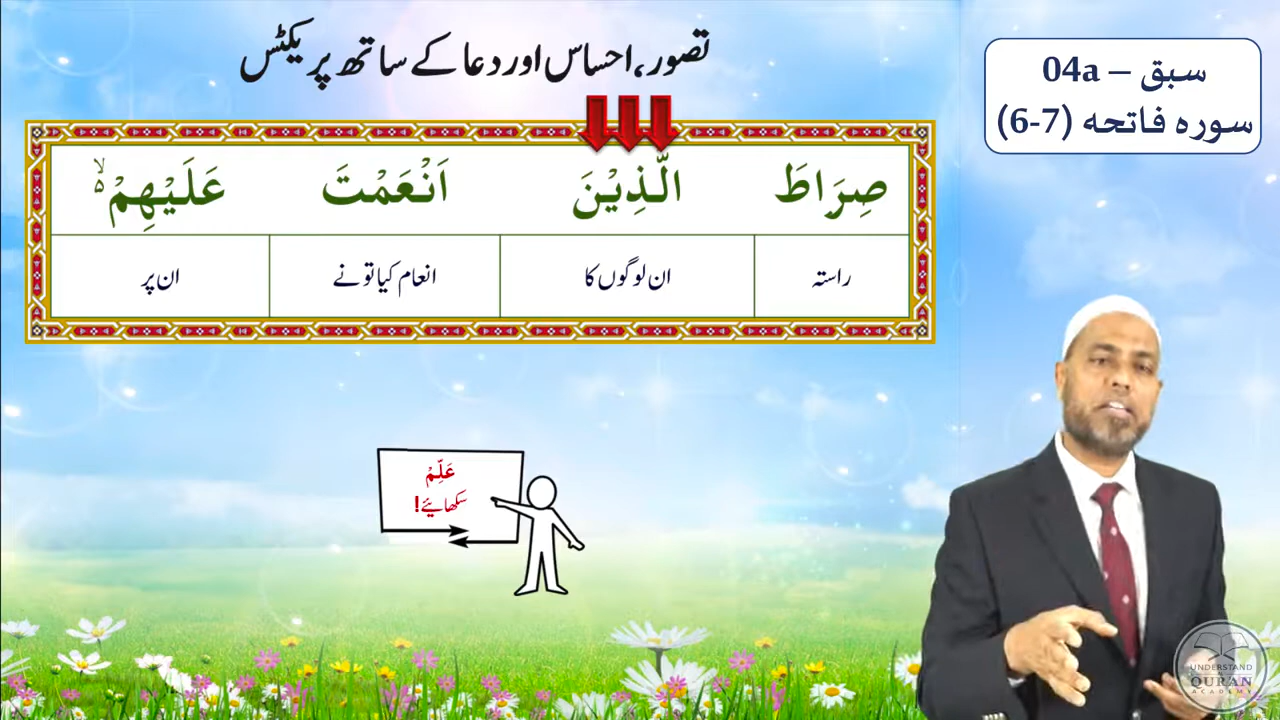 تصور، احساس اور دعا کے ساتھ پریکٹس
سبق – 04a
سورہ فاتحہ (7-6)
صِرَاطَ الَّذِيْنَ اَنْعَمْتَ عَلَيْهِمْ ۙ۬
راستہ ان لوگوں کا انعام کیا تو نے ان پر
عَلِّمْ
سکھایئے!
UNDERSTAND
QURAN
ACADEMY